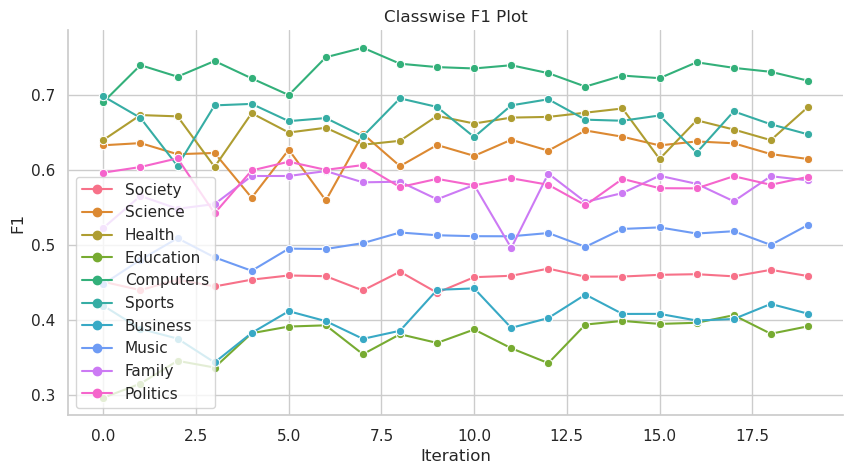 Classwise F1 Plot
F1
0.7
0.6
0.5
0.4
0.3
Society
Science
Health
Education
Computers
Sports
Business
Music
Family
Politics
0.0 2.5 5.0 7.5 10.0 12.5 15.0 17.5
Iteration